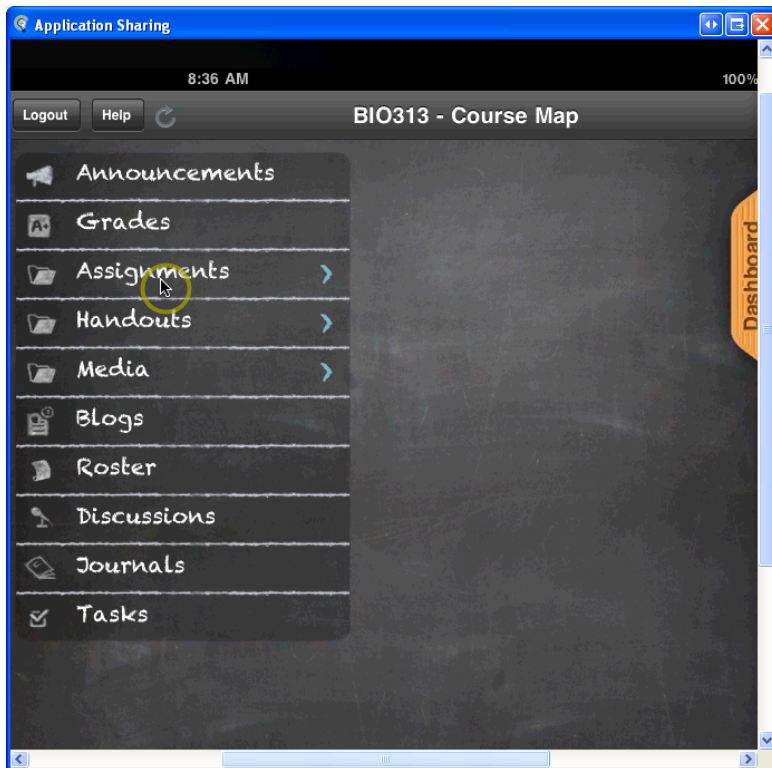 Application Sharing
8:36 AM 100%
Logout Help BIO313 - Course Map
Announcements
A+ Grades
Assignments
Handouts
Media
Blogs
Roster
Discussions
Journals
Tasks
Dashboard